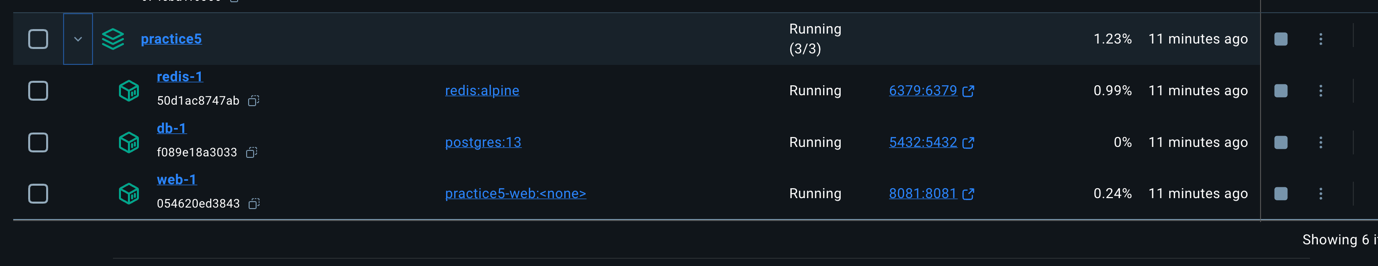 practice5 Running (3/3) 1.23% 11 minutes ago
redis-1
50d1ac8747ab redis:alpine Running 6379:6379 0.99% 11 minutes ago
db-1
f089e18a3033 postgres:13 Running 5432:5432 0% 11 minutes ago
web-1
054620ed3843 practice5-web:<none> Running 8081:8081 0.24% 11 minutes ago
Showing 6